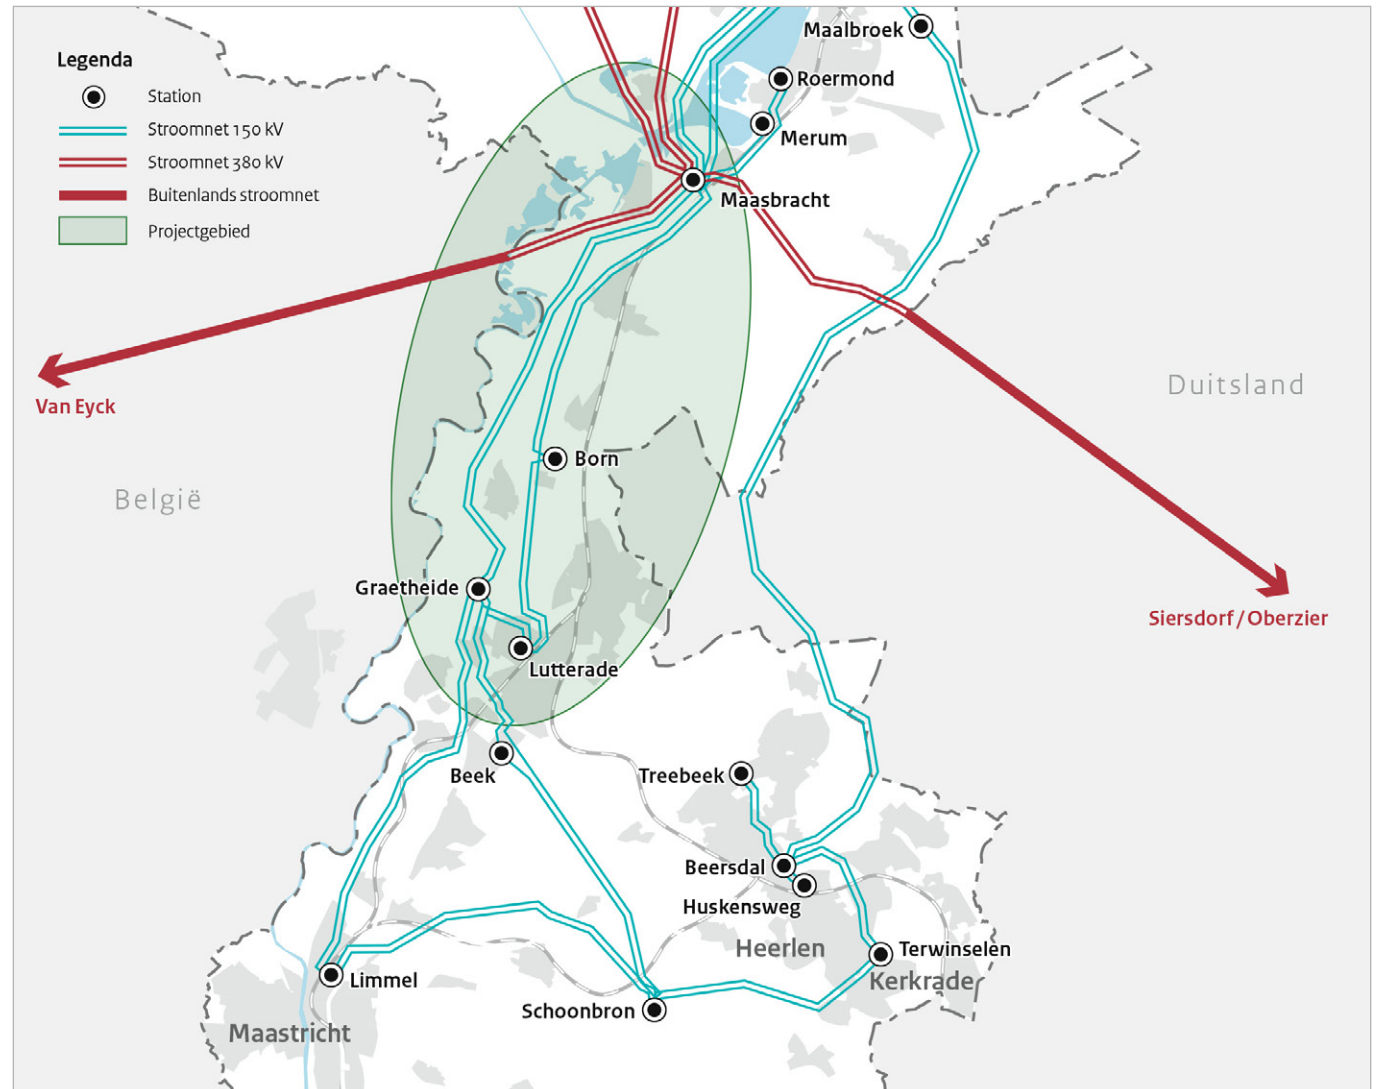 Legenda
Station
Stroomnet 150 kV
Stroomnet 380 kV
Buitenlands stroomnet
Projectgebied
Maalbroek
Roermond
Merum
Maasbracht
Van Eyck
Duitsland
België
Born
Graetheide
Siersdorf / Oberzier
Lutterade
Beek
Treebeek
Beersdal
Huskensweg
Heerlen
Terwinselen
Kerkrade
Limmel
Schoonbron
Maastricht